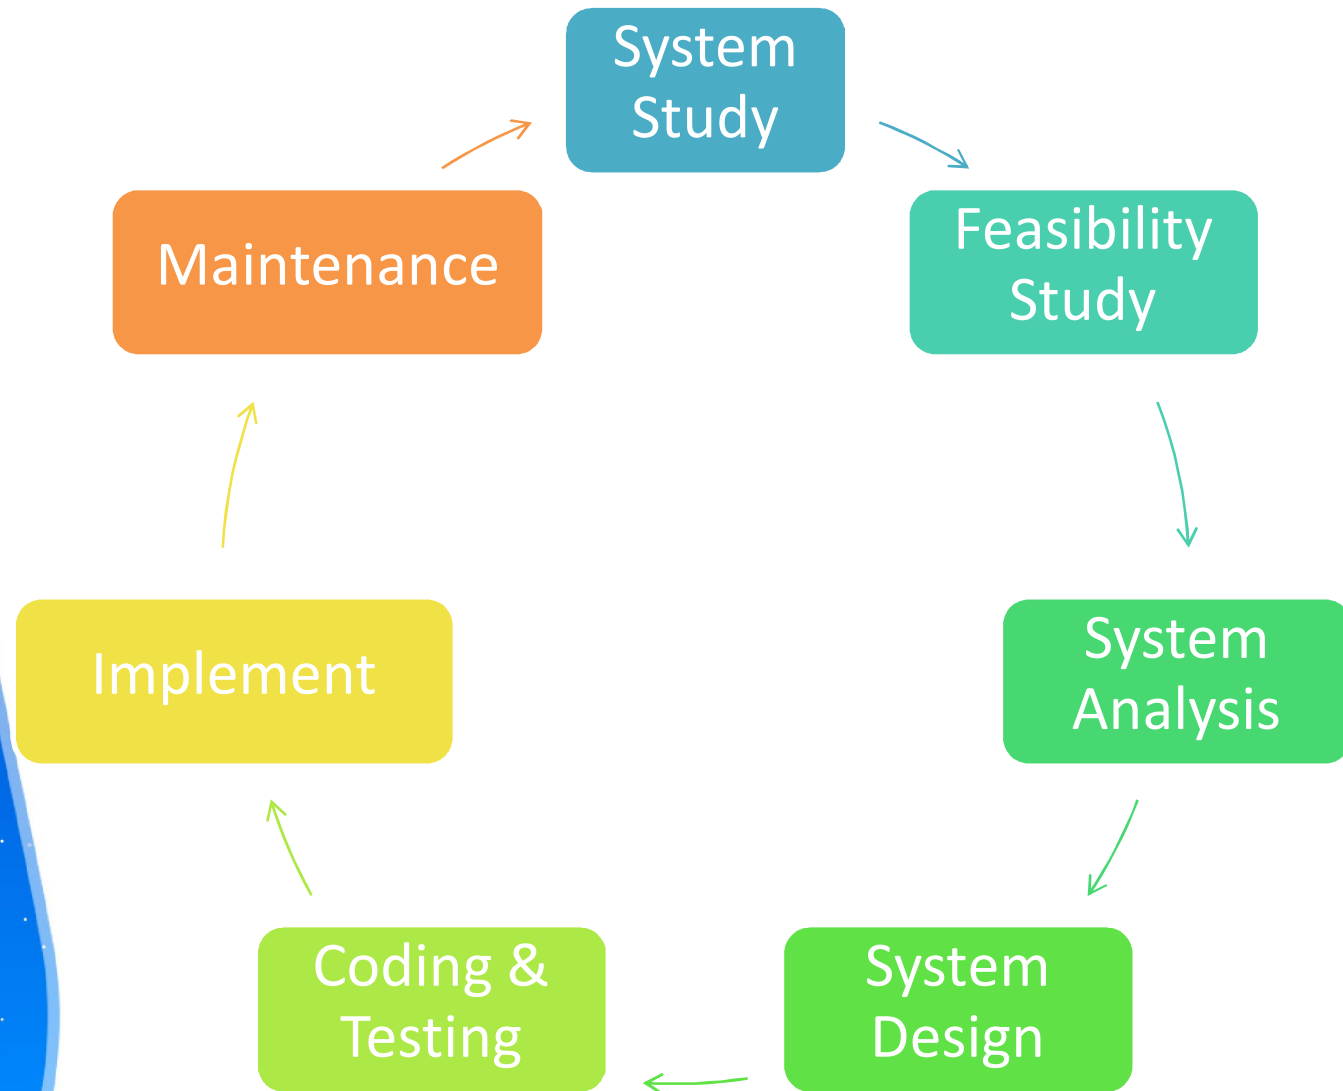 System
Study
Feasibility
Study
System
Analysis
System
Design
Coding &
Testing
Implement
Maintenance